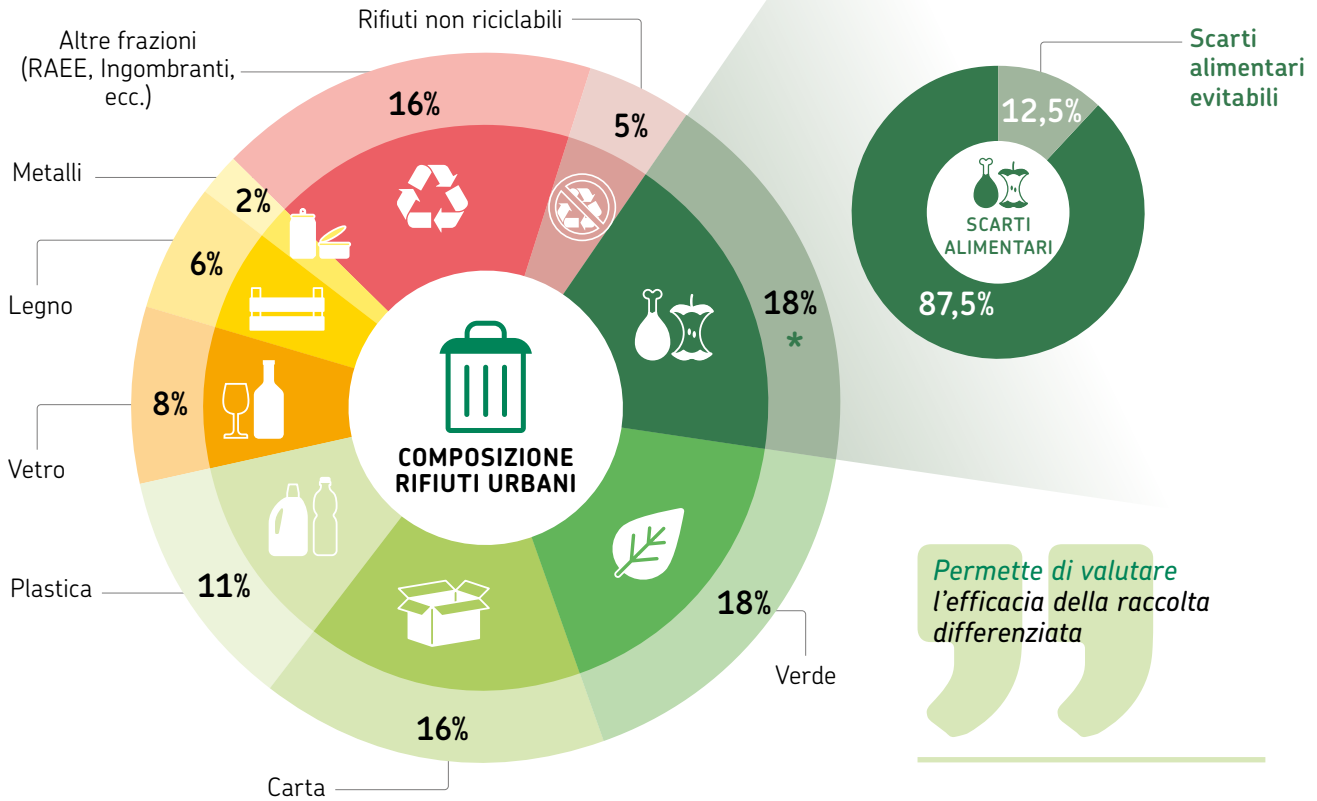 Rifiuti non riciclabili
Altre frazioni
(RAEE, Ingombranti,
ecc.)
16%
5%
Metalli
2%
Legno
6%
Vetro
8%
Plastica
11%
Carta
16%
Verde
18%
18%
*
COMPOSIZIONE
RIFIUTI URBANI
Scarti
alimentari
evitabili
12,5%
SCARTI
ALIMENTARI
87,5%
Permette di valutare
l’efficacia della raccolta
differenziata